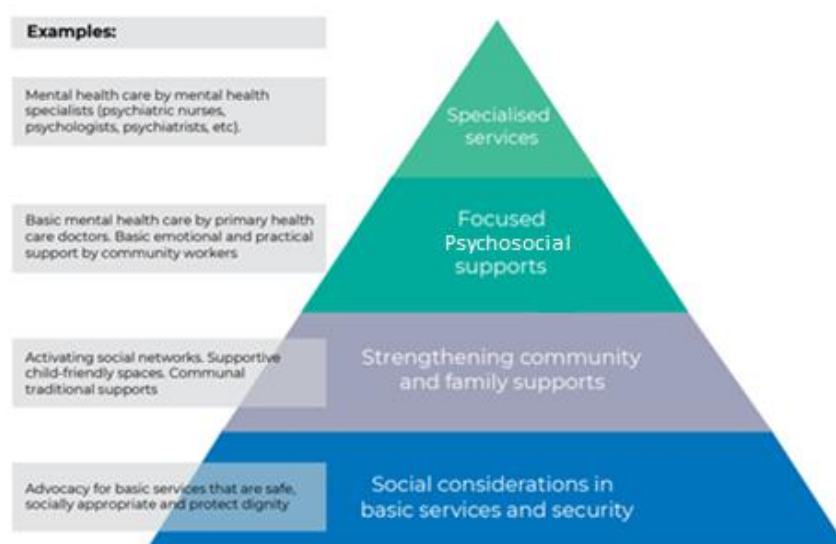 Examples:
Mental health care by mental health
specialists (psychiatric nurses,
psychologists, psychiatrists, etc).
Specialised
services
Basic mental health care by primary health
care doctors. Basic emotional and practical
support by community workers
Focused
Psychosocial
supports
Activating social networks. Supportive
child-friendly spaces. Communal
traditional supports
Strengthening community
and family supports
Advocacy for basic services that are safe,
socially appropriate and protect dignity
Social considerations in
basic services and security